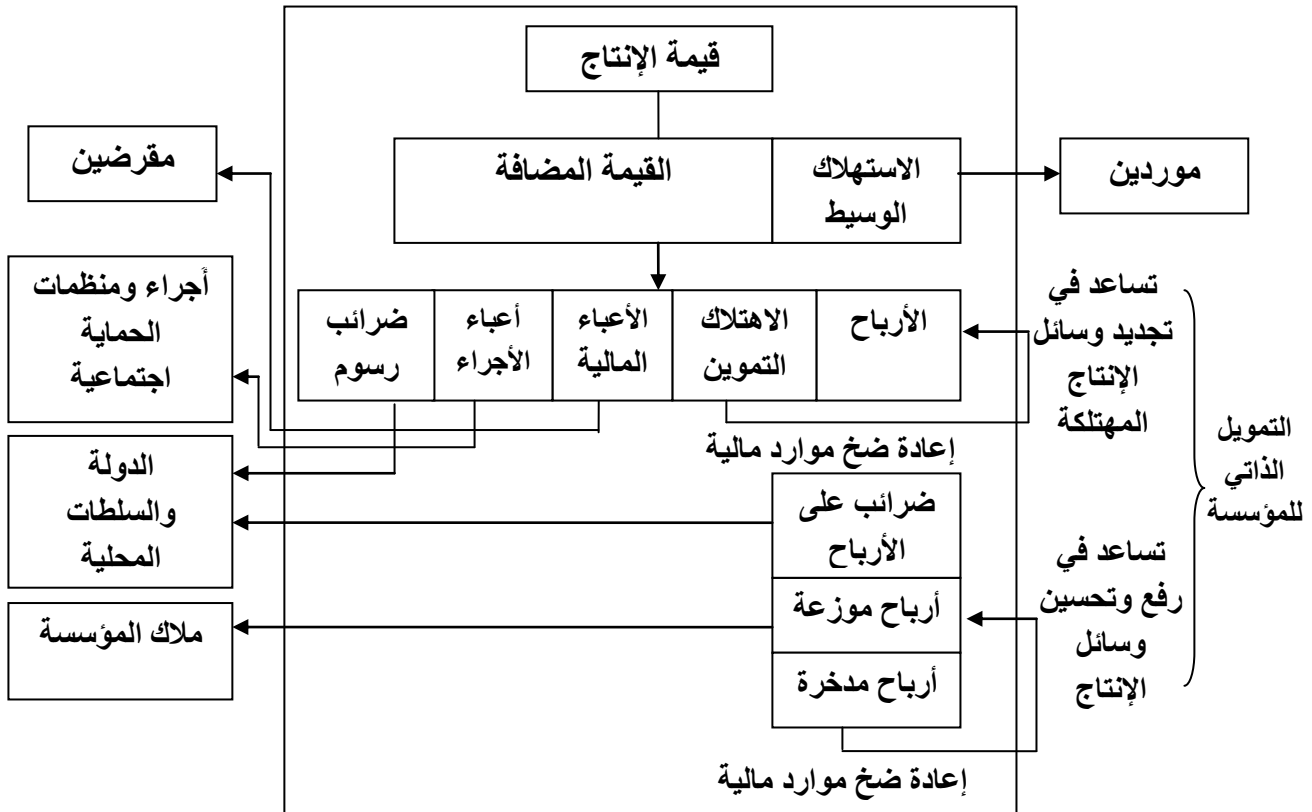 قيمة الإنتاج
موردين
الاستهلاك
الوسيط
القيمة المضافة
مقرضين
الأرباح
الاهتلاك
التموين
الأعباء
المالية
أعباء
الأجراء
ضرائب
رسوم
أجراء ومنظمات
الحماية
اجتماعية
تساعد في
تجديد وسائل
الإنتاج
المهتلكة
إعادة ضخ موارد مالية
التمويل
الذاتي
للمؤسسة
الدولة
والسلطات
المحلية
ضرائب على
الأرباح
أرباح موزعة
أرباح مدخرة
تساعد في
رفع وتحسين
وسائل
الإنتاج
ملاك المؤسسة
إعادة ضخ موارد مالية